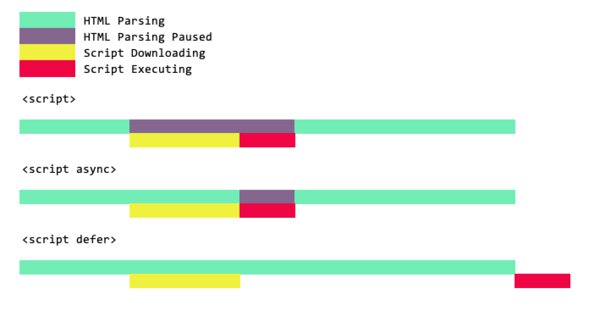 HTML Parsing
HTML Parsing Paused
Script Downloading
Script Executing
<script>
<script async>
<script defer>